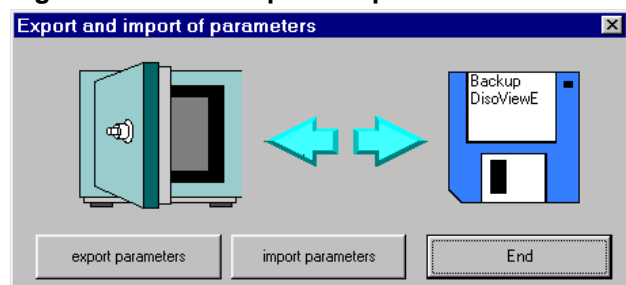 Export and import of parameters
Backup
DisoViewE
export parameters
import parameters
End